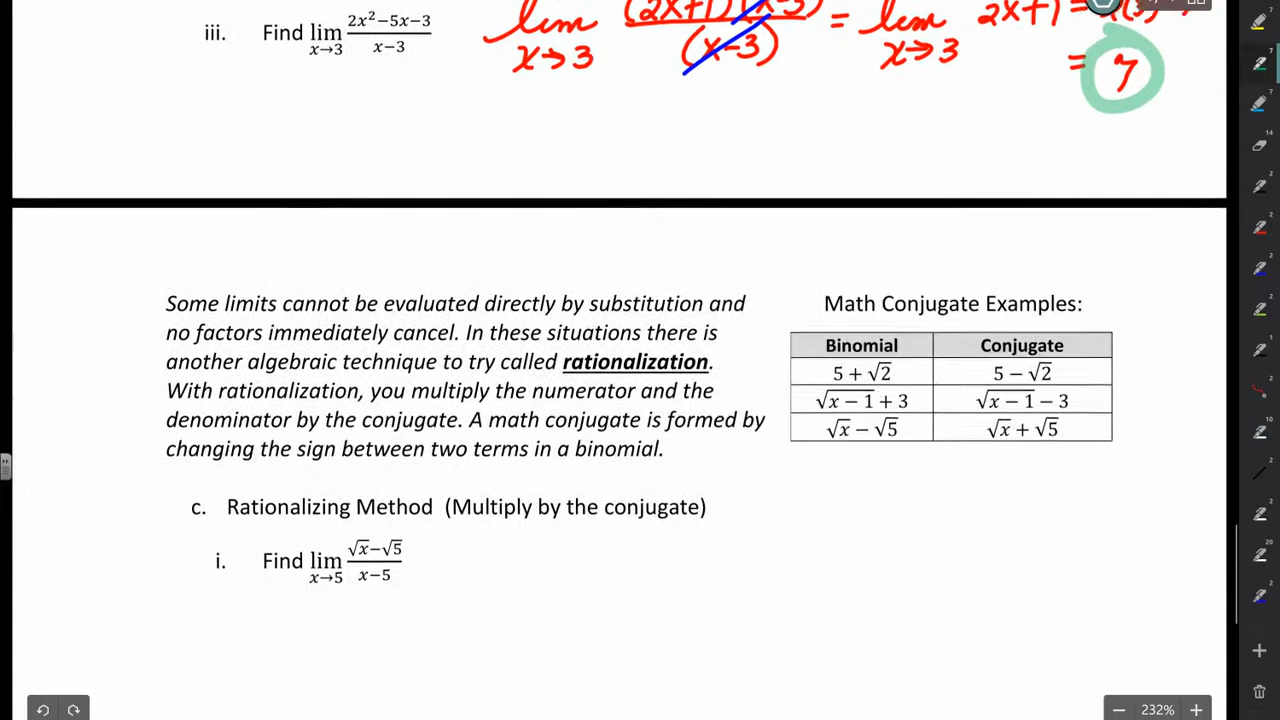 iii. Find lim x→3 2x²−5x−3 / x−3
lim x→3 (2x+1)(x−3) / (x−3) = lim x→3 2x+1
= 7
Some limits cannot be evaluated directly by substitution and
no factors immediately cancel. In these situations there is
another algebraic technique to try called rationalization.
With rationalization, you multiply the numerator and the
denominator by the conjugate. A math conjugate is formed by
changing the sign between two terms in a binomial.
Math Conjugate Examples:
Binomial Conjugate
5 + √2 5 − √2
√x − 1 + 3 √x − 1 − 3
√x − √5 √x + √5
c. Rationalizing Method (Multiply by the conjugate)
i. Find lim x→5 √x−√5 / x−5
232%